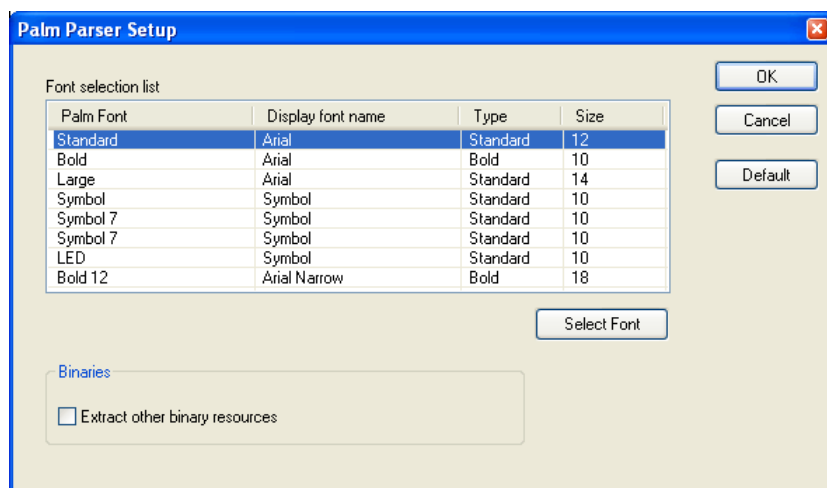 Palm Parser Setup
Font selection list
OK
Palm Font Display font name Type Size
Cancel
Standard Arial Standard 12
Bold Arial Bold 10
Large Arial Standard 14
Default
Symbol Symbol Standard 10
Symbol 7 Symbol Standard 10
Symbol 7 Symbol Standard 10
LED Symbol Standard 10
Bold 12 Arial Narrow Bold 18
Select Font
Binaries
Extract other binary resources